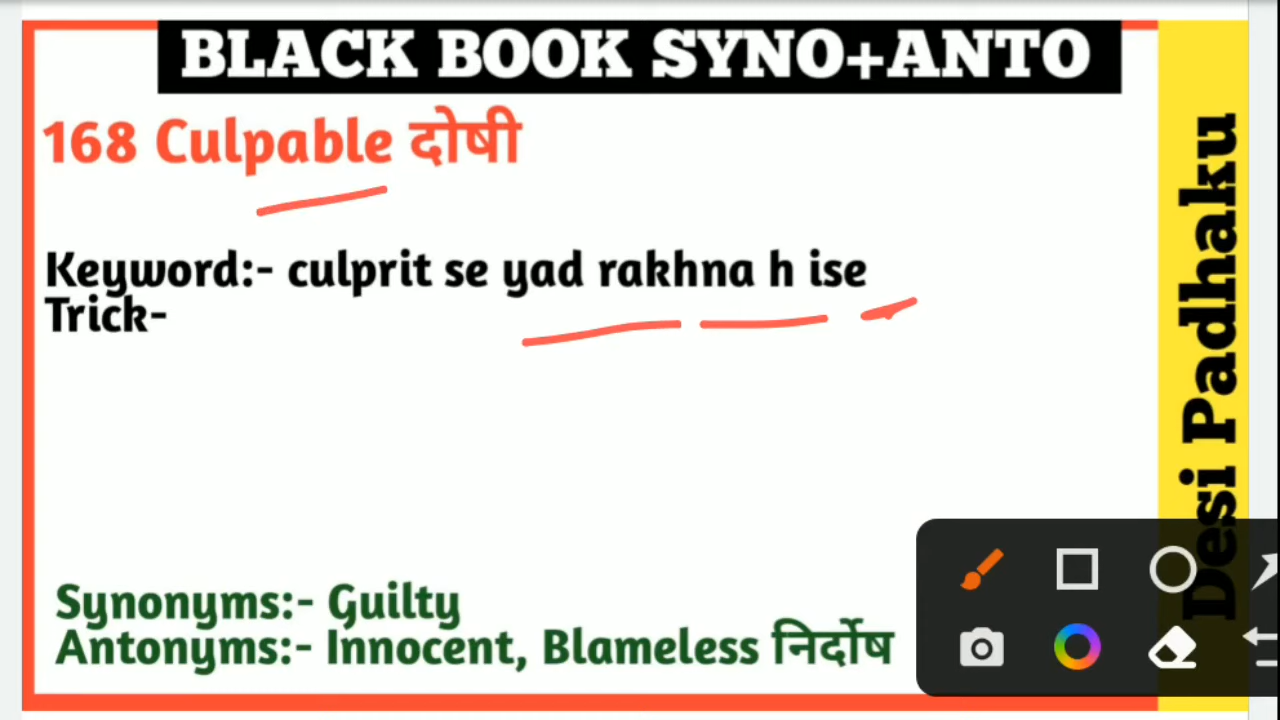 BLACK BOOK SYNO+ANTO
168 Culpable दोषी
Keyword:- culprit se yad rakhna h ise
Trick-
Synonyms:- Guilty
Antonyms:- Innocent, Blameless निर्दोष
Desi Padhaku